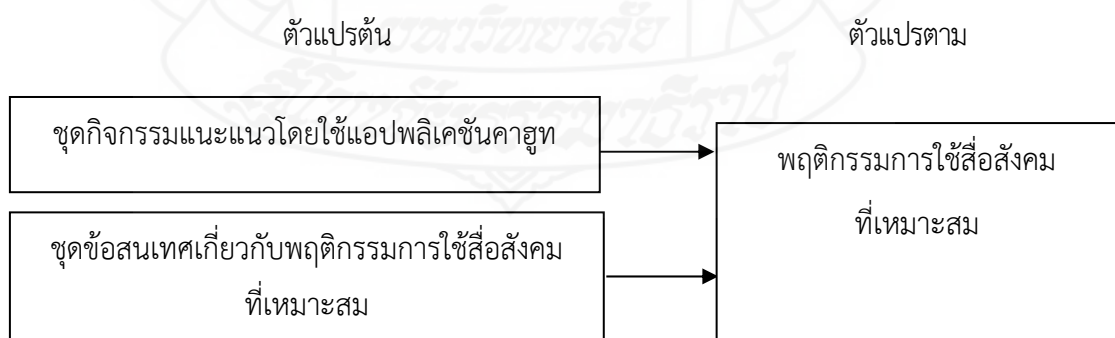 ตัวแปรต้น ตัวแปรตาม
ชุดกิจกรรมแนะแนวโดยใช้แอปพลิเคชันคาฮูท
พฤติกรรมการใช้สื่อสังคม
ที่เหมาะสม
ชุดข้อสนเทศเกี่ยวกับพฤติกรรมการใช้สื่อสังคม
ที่เหมาะสม